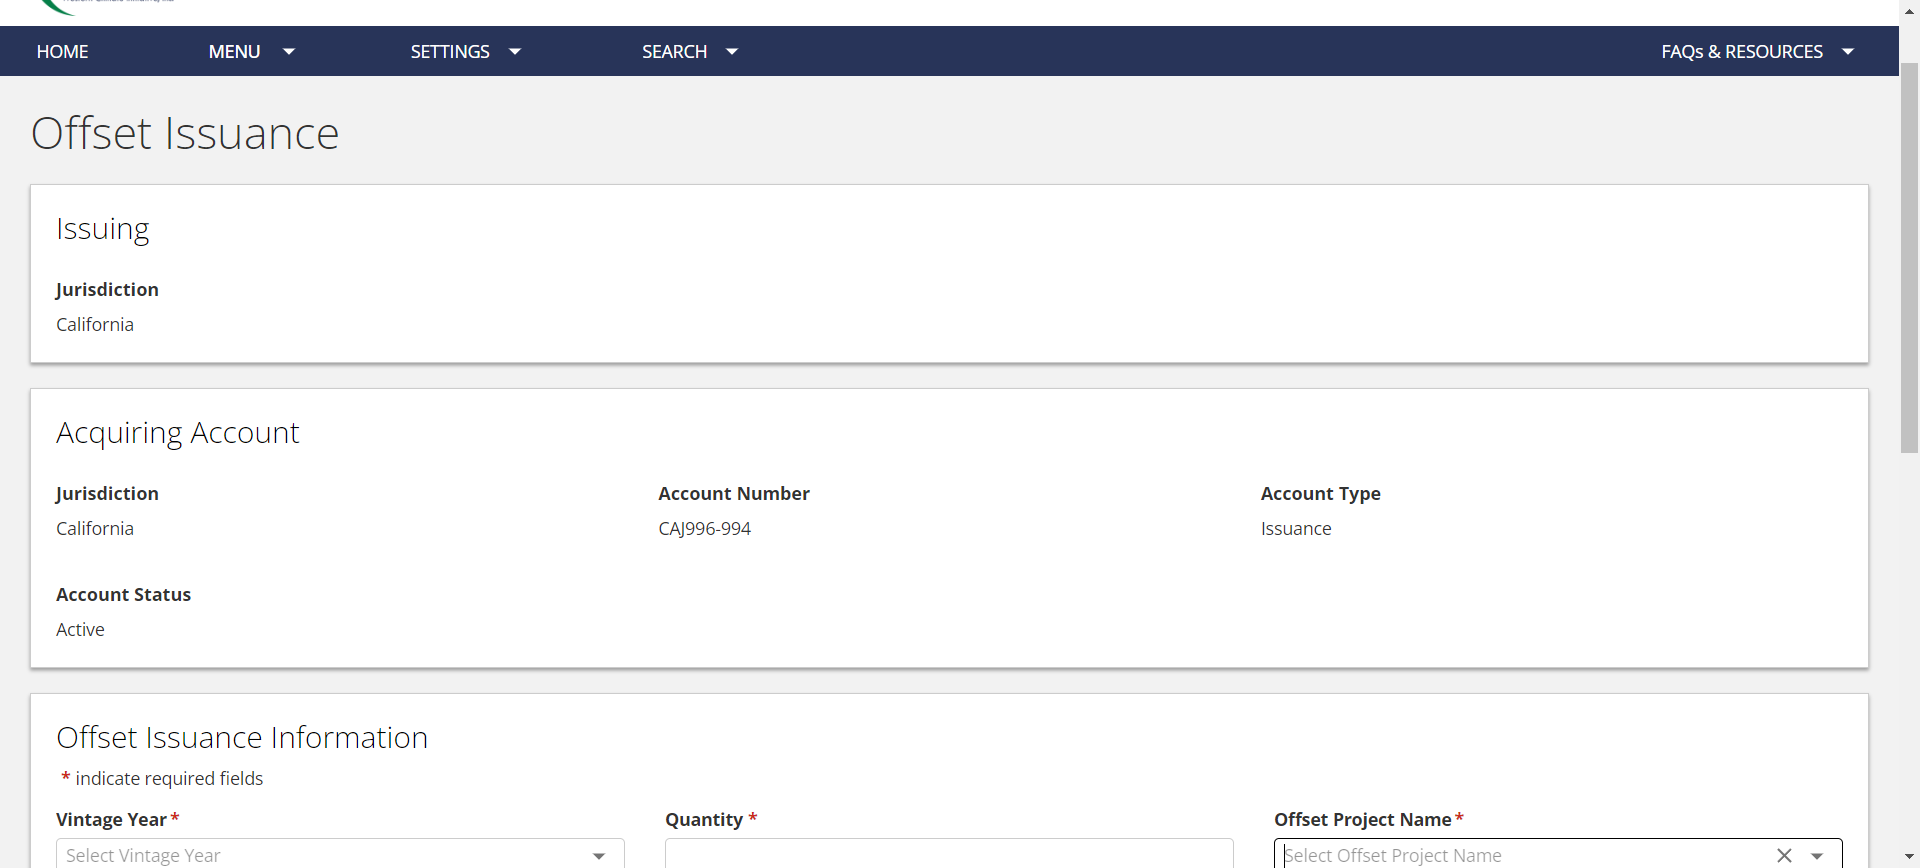 HOME MENU SETTINGS SEARCH FAQs & RESOURCES
Offset Issuance
Issuing
Jurisdiction
California
Acquiring Account
Jurisdiction Account Number Account Type
California CAJ996-994 Issuance
Account Status
Active
Offset Issuance Information
* indicate required fields
Vintage Year * Quantity * Offset Project Name *
Select Vintage Year Select Offset Project Name